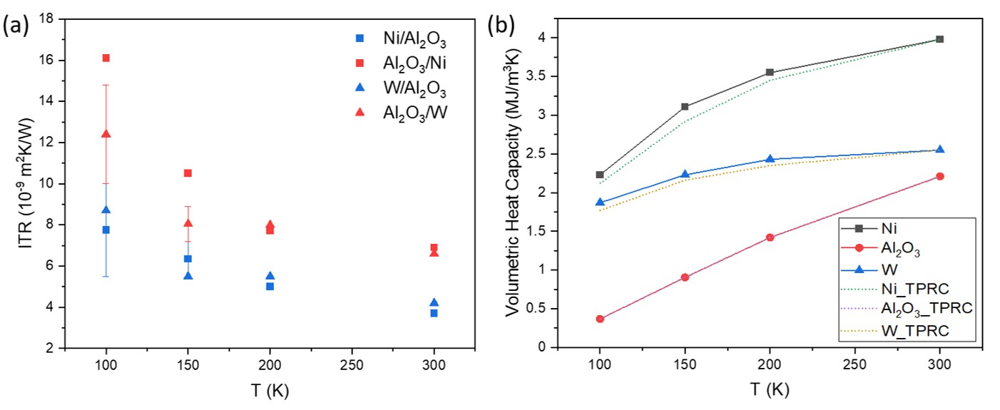 (a)
18
16
14
12
10
8
6
4
2
ITR (10⁻⁹ m²K/W)
100
150
200
250
300
T (K)
Ni/Al₂O₃
Al₂O₃/Ni
W/Al₂O₃
Al₂O₃/W
(b)
4
3.5
3
2.5
2
1.5
1
0.5
0
Volumetric Heat Capacity (MJ/m³K)
100
150
200
250
300
T (K)
Ni
Al₂O₃
W
Ni_TPRC
Al₂O₃_TPRC
W_TPRC